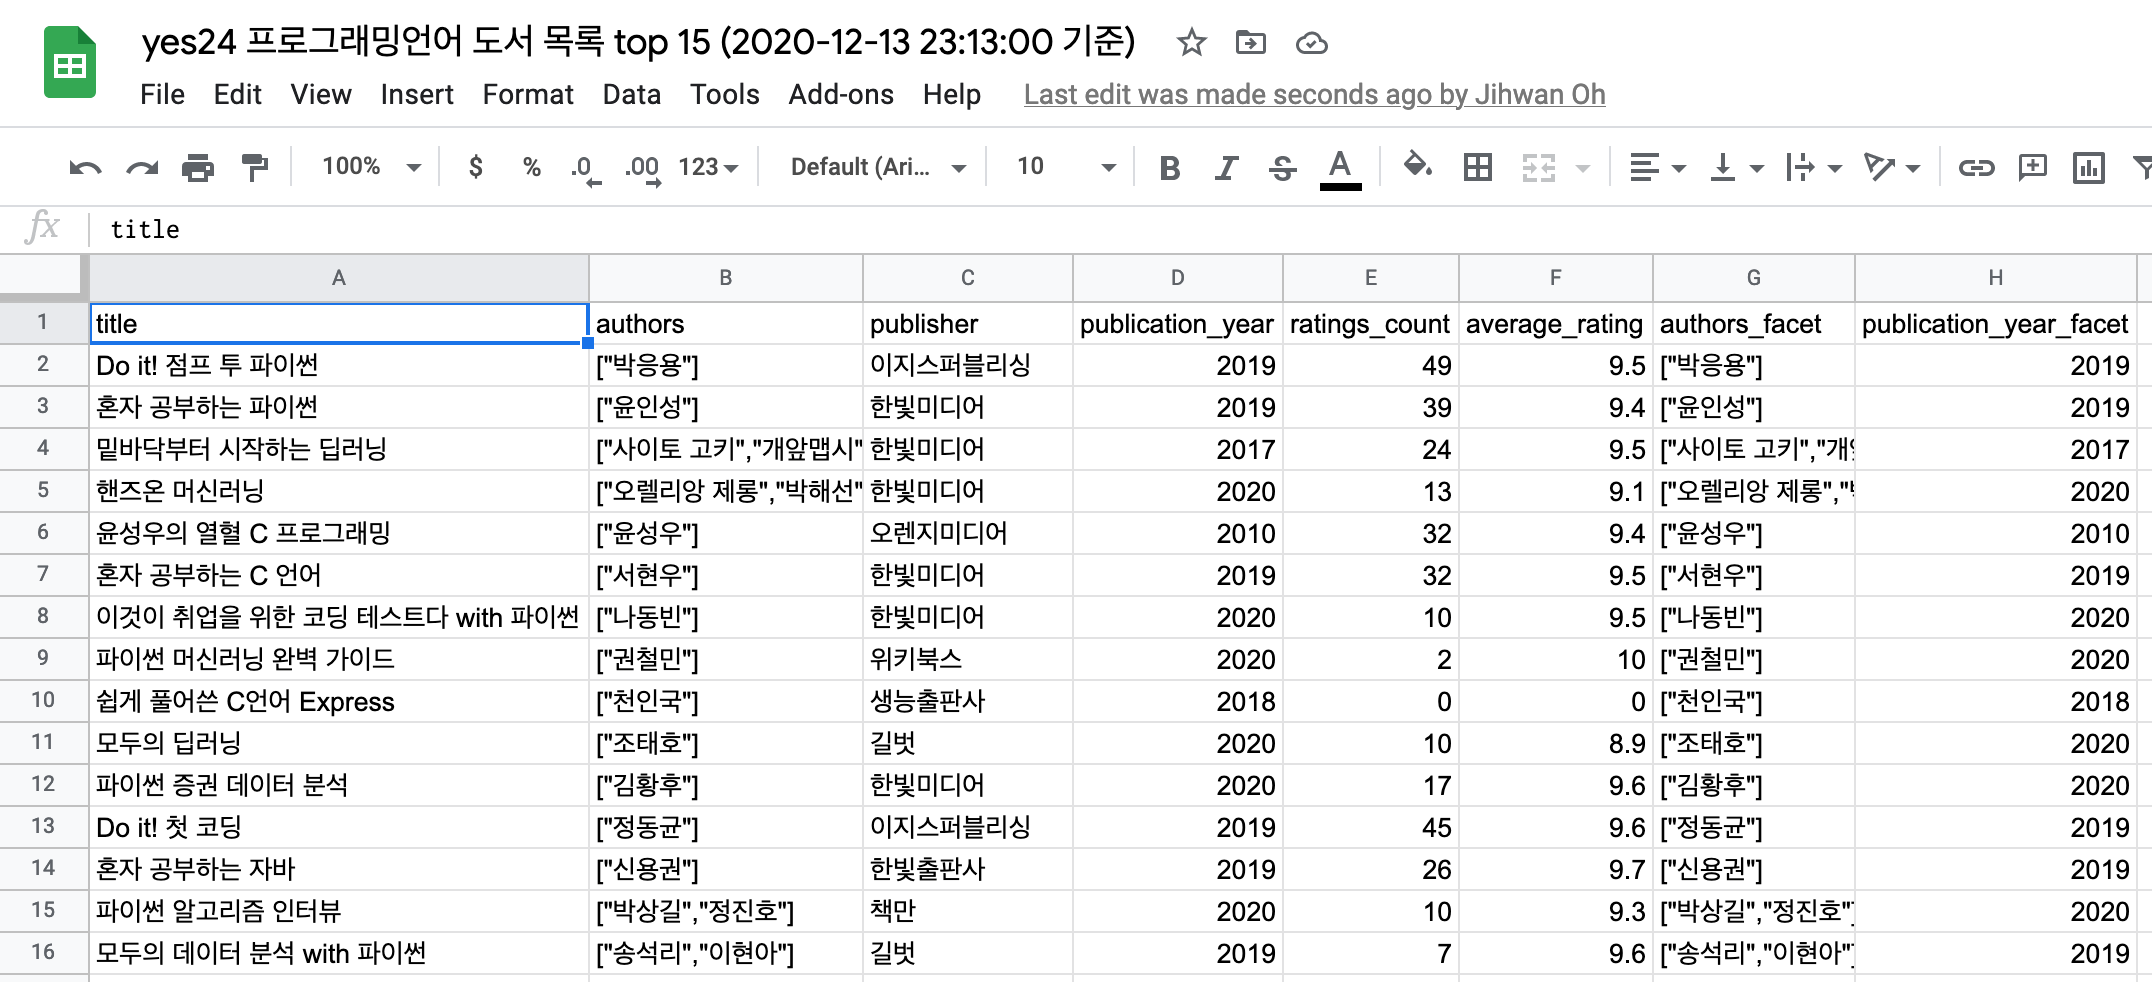 yes24 프로그래밍언어 도서 목록 top 15 (2020-12-13 23:13:00 기준)
File Edit View Insert Format Data Tools Add-ons Help Last edit was made seconds ago by Jihwan Oh
100% $ % .0 .00 123 Default (Ari... 10 B I S A
fx title
A B C D E F G H
1 title authors publisher publication_year ratings_count average_rating authors_facet publication_year_facet
2 Do it! 점프 투 파이썬 ["박응용"] 이지스퍼블리싱 2019 49 9.5 ["박응용"] 2019
3 혼자 공부하는 파이썬 ["윤인성"] 한빛미디어 2019 39 9.4 ["윤인성"] 2019
4 밑바닥부터 시작하는 딥러닝 ["사이토 고키","개앞맵시" 한빛미디어 2017 24 9.5 ["사이토 고키","개 2017
5 핸즈온 머신러닝 ["오렐리앙 제롱","박해선" 한빛미디어 2020 13 9.1 ["오렐리앙 제롱"," 2020
6 윤성우의 열혈 C 프로그래밍 ["윤성우"] 오렌지미디어 2010 32 9.4 ["윤성우"] 2010
7 혼자 공부하는 C 언어 ["서현우"] 한빛미디어 2019 32 9.5 ["서현우"] 2019
8 이것이 취업을 위한 코딩 테스트다 with 파이썬 ["나동빈"] 한빛미디어 2020 10 9.5 ["나동빈"] 2020
9 파이썬 머신러닝 완벽 가이드 ["권철민"] 위키북스 2020 2 10 ["권철민"] 2020
10 쉽게 풀어쓴 C언어 Express ["천인국"] 생능출판사 2018 0 0 ["천인국"] 2018
11 모두의 딥러닝 ["조태호"] 길벗 2020 10 8.9 ["조태호"] 2020
12 파이썬 증권 데이터 분석 ["김황후"] 한빛미디어 2020 17 9.6 ["김황후"] 2020
13 Do it! 첫 코딩 ["정동균"] 이지스퍼블리싱 2019 45 9.6 ["정동균"] 2019
14 혼자 공부하는 자바 ["신용권"] 한빛출판사 2019 26 9.7 ["신용권"] 2019
15 파이썬 알고리즘 인터뷰 ["박상길","정진호"] 책만 2020 10 9.3 ["박상길","정진호" 2020
16 모두의 데이터 분석 with 파이썬 ["송석리","이현아"] 길벗 2019 7 9.6 ["송석리","이현아" 2019